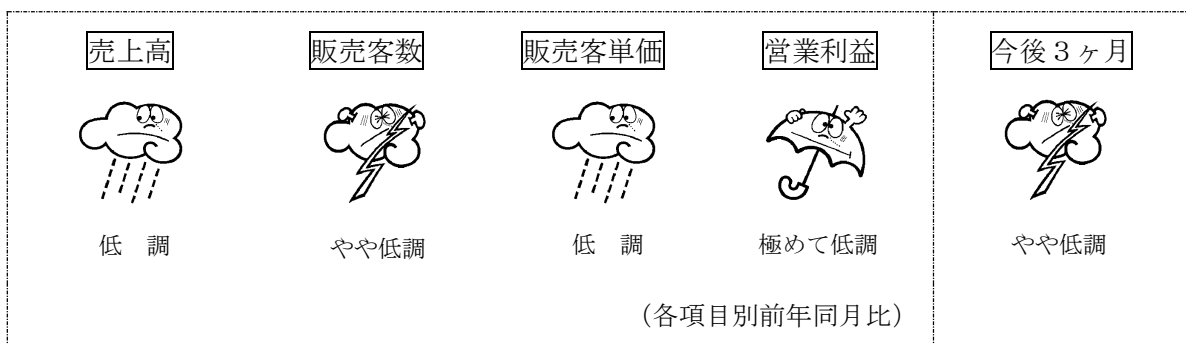 売上高 販売客数 販売客単価 営業利益 今後３ヶ月
低　調 やや低調 低　調 極めて低調 やや低調
（各項目別前年同月比）